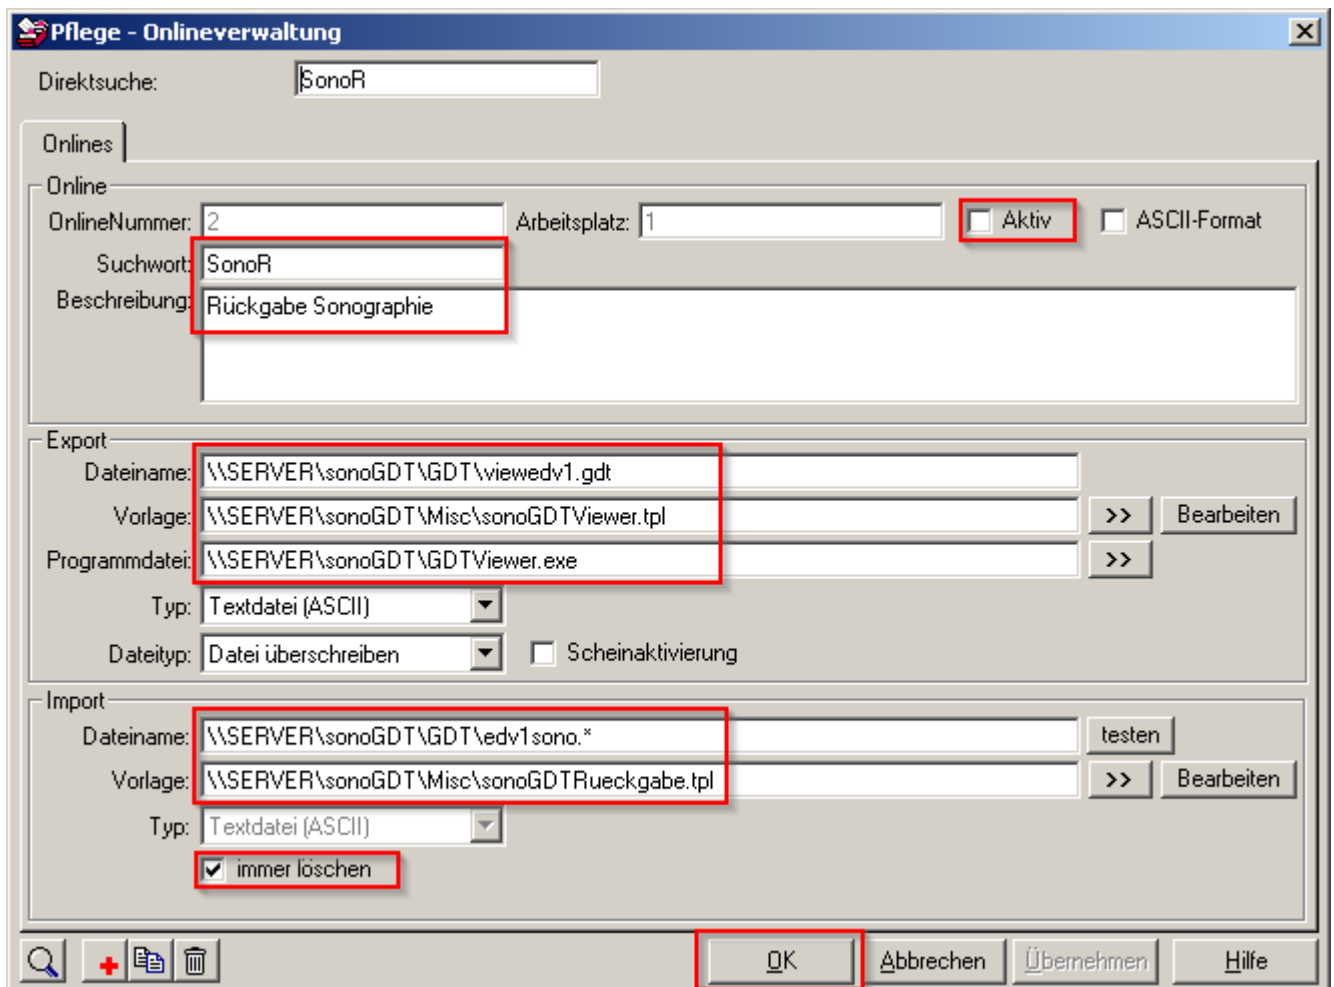 Pflege - Onlineverwaltung
Direktsuche: SonoR
Onlines
Online
OnlineNummer: 2 Arbeitsplatz: 1 Aktiv ASCII-Format
Suchwort: SonoR
Beschreibung: Rückgabe Sonographie
Export
Dateiname: \\SERVER\sonoGDT\GDT\viewedv1.gdt
Vorlage: \\SERVER\sonoGDT\Misc\sonoGDTViewer.tpl >> Bearbeiten
Programmdatei: \\SERVER\sonoGDT\GDTViewer.exe >>
Typ: Textdatei (ASCII)
Dateityp: Datei überschreiben Scheinaktivierung
Import
Dateiname: \\SERVER\sonoGDT\GDT\edv1sono.* testen
Vorlage: \\SERVER\sonoGDT\Misc\sonoGDTRueckgabe.tpl >> Bearbeiten
Typ: Textdatei (ASCII)
immer löschen
OK Abbrechen Übernehmen Hilfe